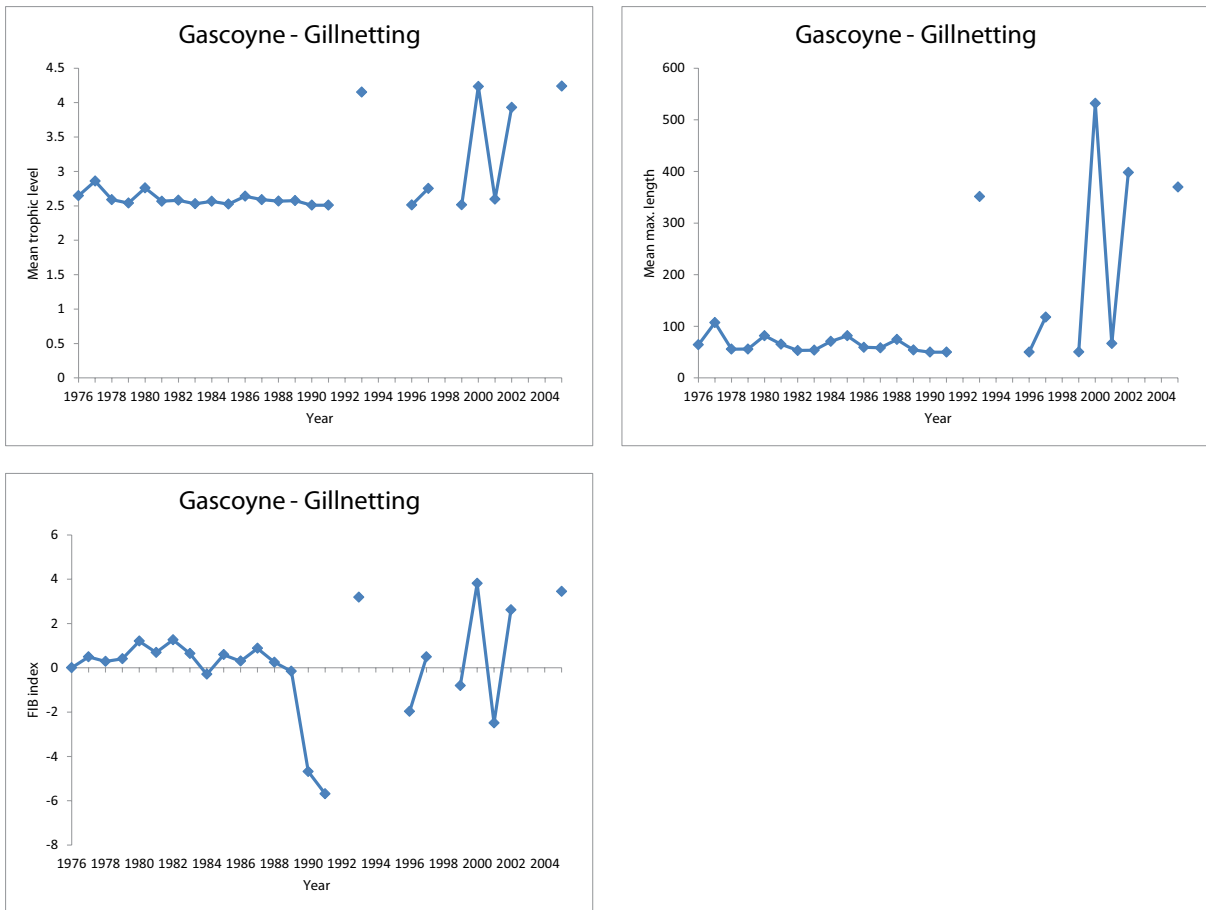 Gascoyne - Gillnetting
4.5
4
3.5
3
2.5
2
1.5
1
0.5
0
Mean trophic level
1976 1978 1980 1982 1984 1986 1988 1990 1992 1994 1996 1998 2000 2002 2004
Year
Gascoyne - Gillnetting
600
500
400
300
200
100
0
Mean max. length
1976 1978 1980 1982 1984 1986 1988 1990 1992 1994 1996 1998 2000 2002 2004
Year
Gascoyne - Gillnetting
6
4
2
0
-2
-4
-6
-8
FIB index
1976 1978 1980 1982 1984 1986 1988 1990 1992 1994 1996 1998 2000 2002 2004
Year